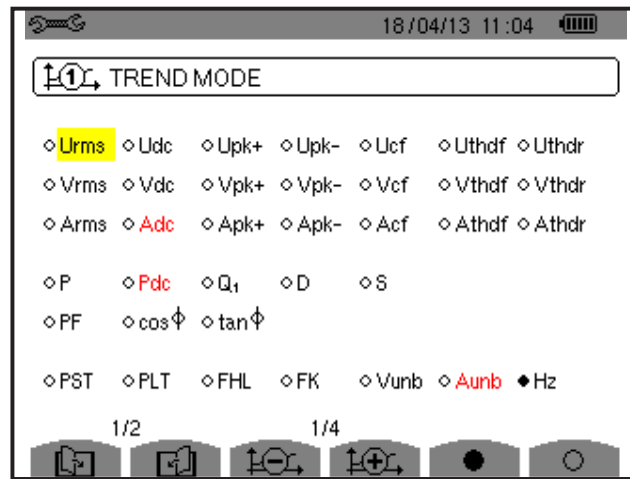 18/04/13 11:04
1 TREND MODE
Urms Udc Upk+ Upk- Ucf Uthdf Uthdr
Vrms Vdc Vpk+ Vpk- Vcf Vthdf Vthdr
Arms Adc Apk+ Apk- Acf Athdf Athdr
P Pdc Q₁ D S
PF cosΦ tanΦ
PST PLT FHL FK Vunb Aunb Hz
1/2 1/4